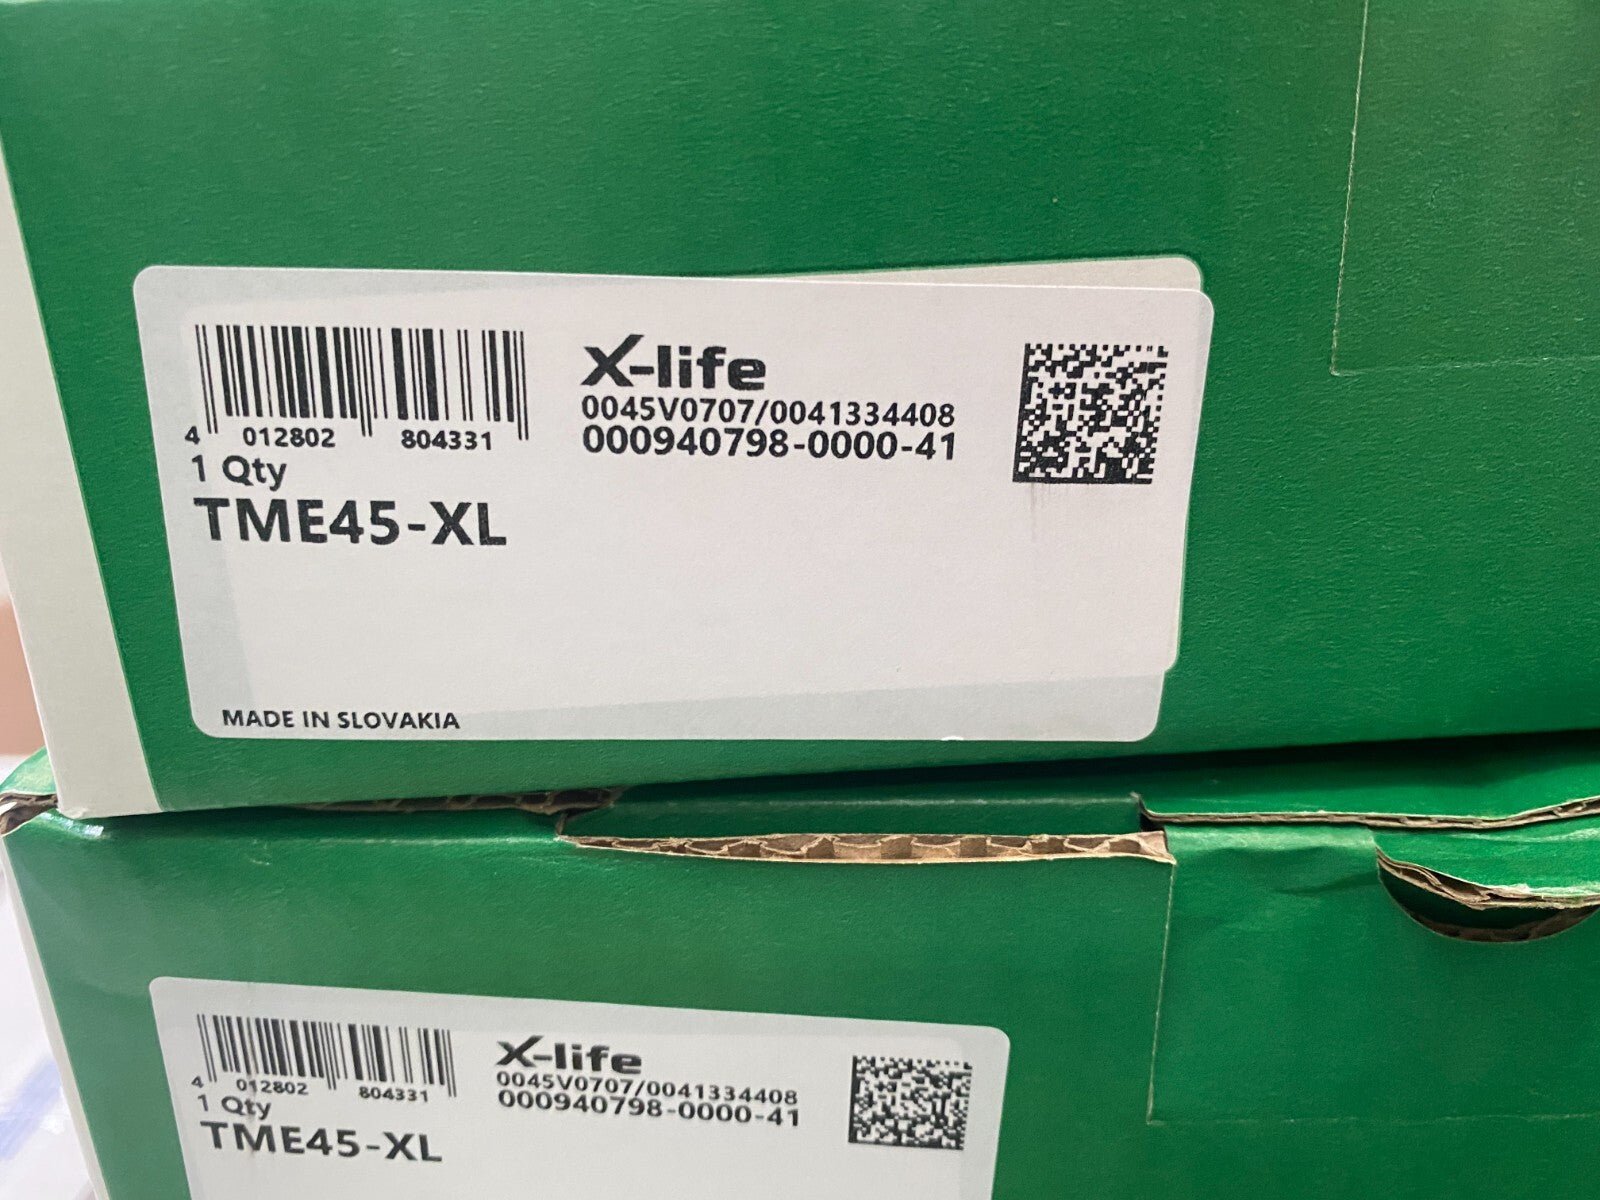 X-life
0045V0707/0041334408
000940798-0000-41
4 012802 804331
1 Qty
TME45-XL
MADE IN SLOVAKIA
X-life
0045V0707/0041334408
000940798-0000-41
4 012802 804331
1 Qty
TME45-XL